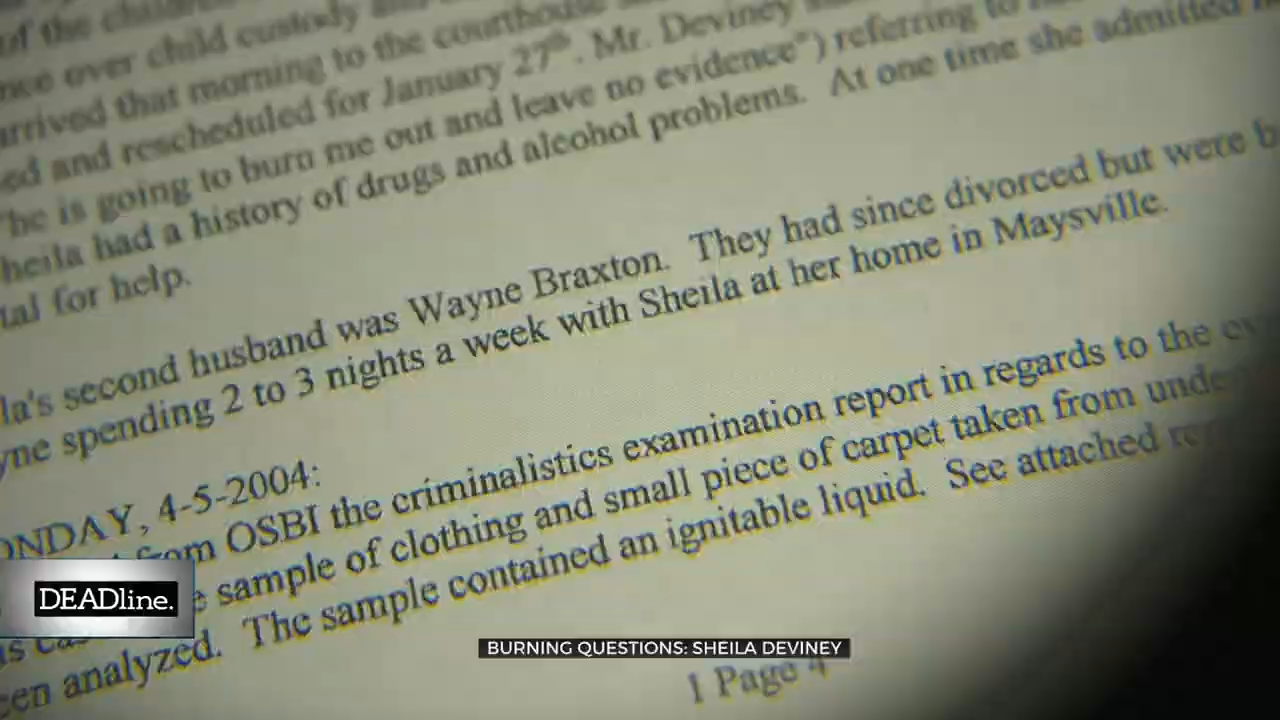 of the children
over child custody
arrived that morning to the courthouse
and rescheduled for January 27th. Mr. Deviney
he is going to burn me out and leave no evidence") referring to
heila had a history of drugs and alcohol problems. At one time she admitted
tal for help.
la's second husband was Wayne Braxton. They had since divorced but were b
yne spending 2 to 3 nights a week with Sheila at her home in Maysville.
ONDAY, 4-5-2004:
from OSBI the criminalistics examination report in regards to the
sample of clothing and small piece of carpet taken from unde
een analyzed. The sample contained an ignitable liquid. See attached
1 Page 4
DEADline.
BURNING QUESTIONS: SHEILA DEVINEY